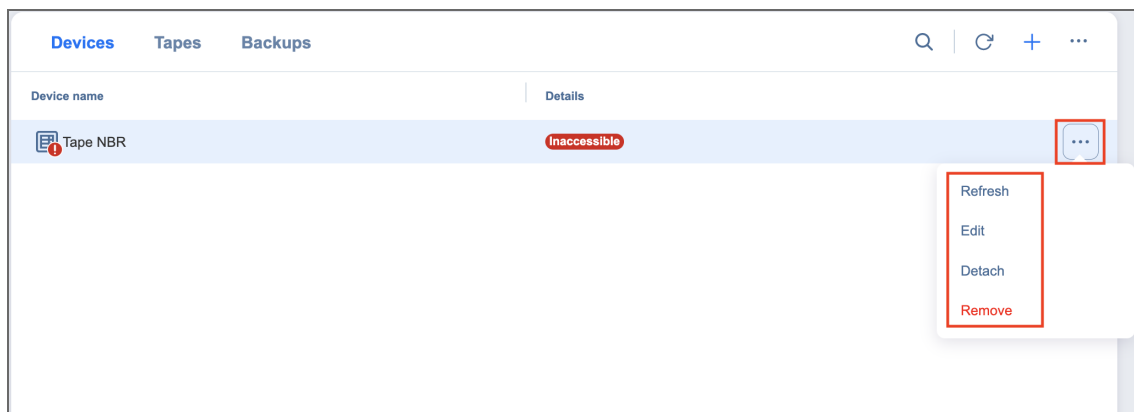 Devices Tapes Backups
Device name Details
Tape NBR Inaccessible
Refresh
Edit
Detach
Remove